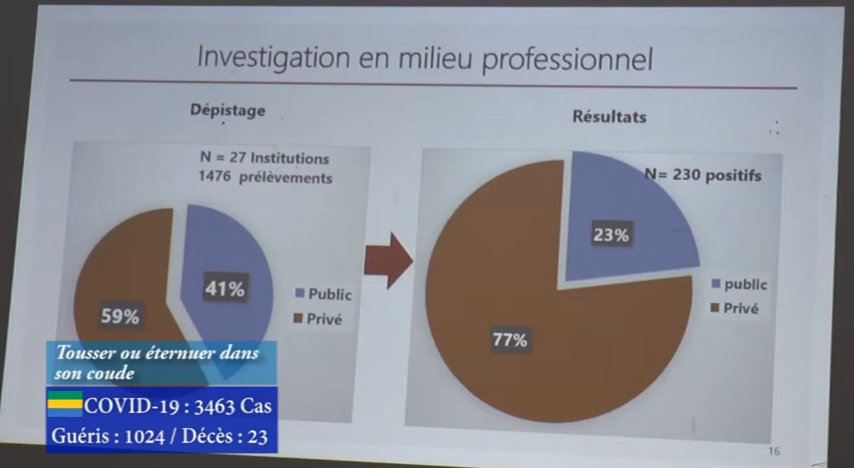 Investigation en milieu professionnel
Dépistage
N = 27 Institutions
1476 prélèvements
41%
59%
Public
Privé
Résultats
N= 230 positifs
23%
77%
public
Privé
Tousser ou éternuer dans
son coude
COVID-19 : 3463 Cas
Guéris : 1024 / Décès : 23
16